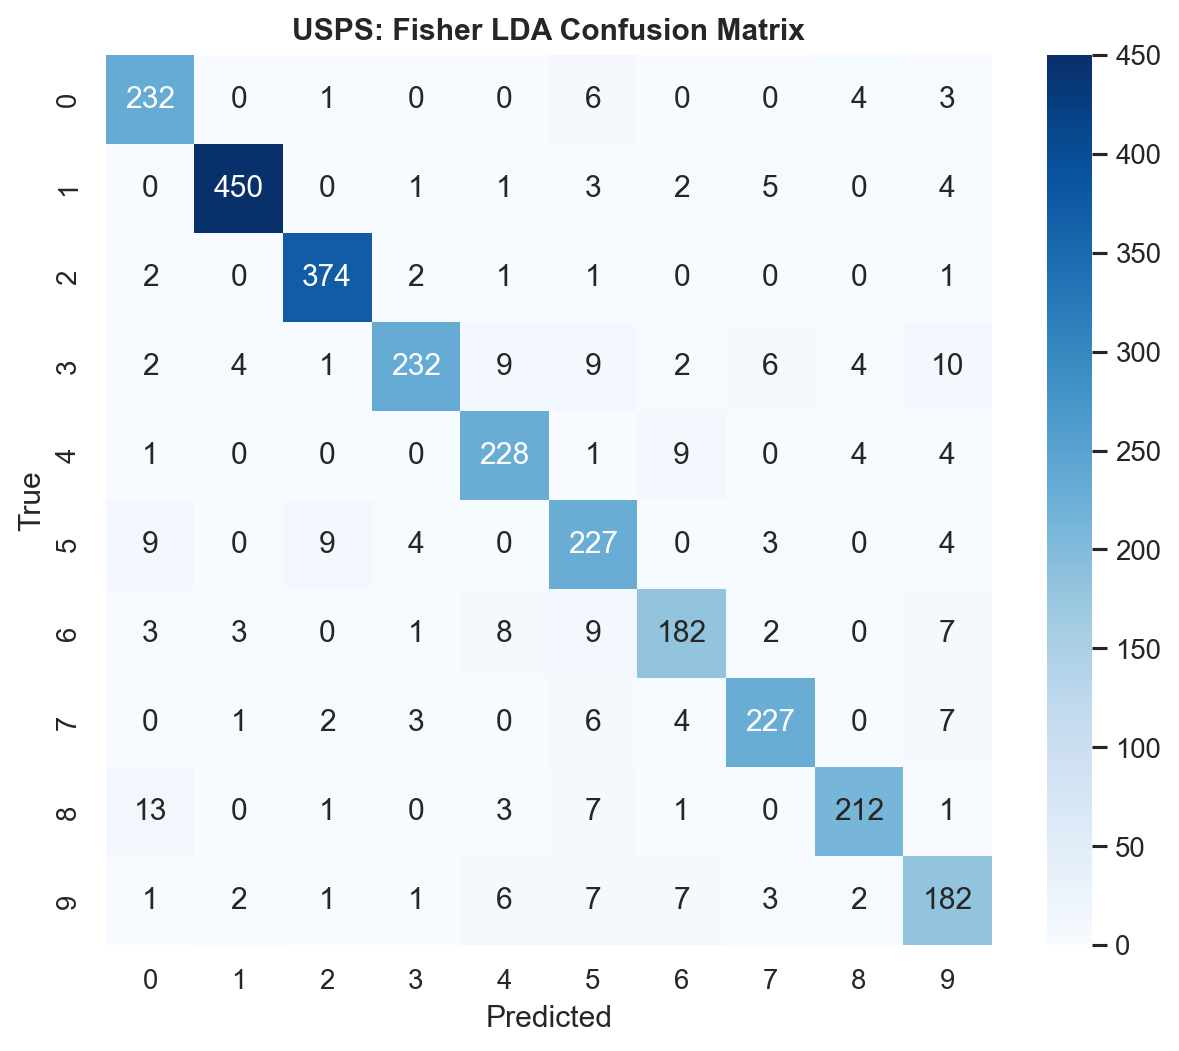 USPS: Fisher LDA Confusion Matrix
0 232 0 1 0 0 6 0 0 4 3
1 0 450 0 1 1 3 2 5 0 4
2 2 0 374 2 1 1 0 0 0 1
3 2 4 1 232 9 9 2 6 4 10
4 1 0 0 0 228 1 9 0 4 4
5 9 0 9 4 0 227 0 3 0 4
6 3 3 0 1 8 9 182 2 0 7
7 0 1 2 3 0 6 4 227 0 7
8 13 0 1 0 3 7 1 0 212 1
9 1 2 1 1 6 7 7 3 2 182
0 1 2 3 4 5 6 7 8 9
Predicted
True
450
400
350
300
250
200
150
100
50
0